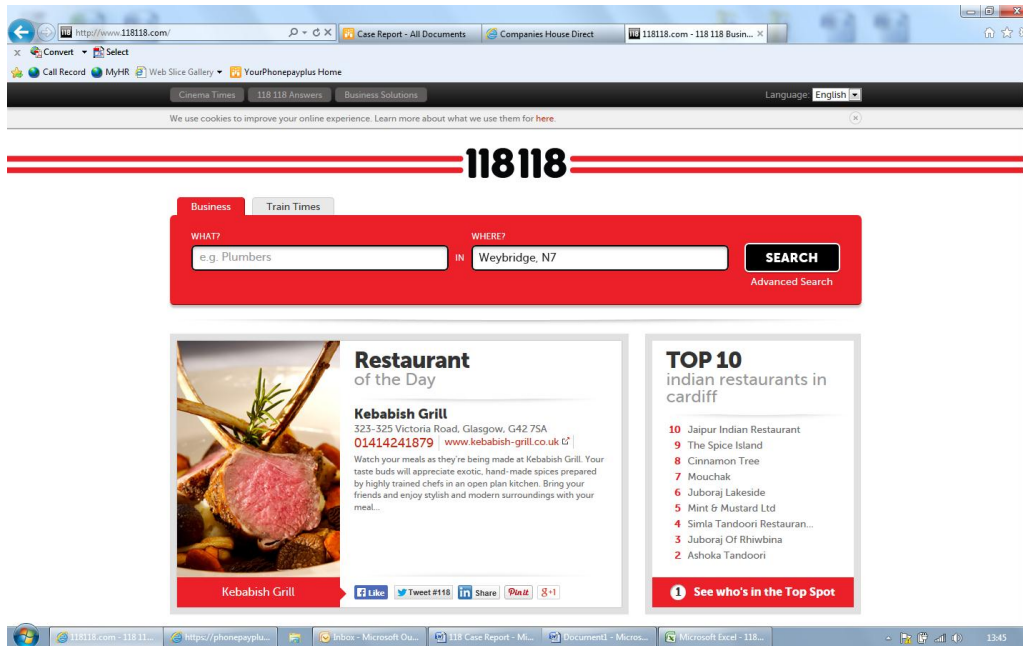 http://www.118118.com/
Case Report - All Documents
Companies House Direct
118118.com - 118 118 Busin...
x Convert Select
Call Record MyHR Web Slice Gallery YourPhonepayplus Home
Cinema Times 118 118 Answers Business Solutions Language: English
We use cookies to improve your online experience. Learn more about what we use them for here.
118 118
Business Train Times
WHAT? WHERE?
e.g. Plumbers IN Weybridge, N7 SEARCH
Advanced Search
Restaurant
of the Day
Kebabish Grill
323-325 Victoria Road, Glasgow, G42 7SA
01414241879 www.kebabish-grill.co.uk
Watch your meals as they're being made at Kebabish Grill. Your
taste buds will appreciate exotic, hand-made spices prepared
by highly trained chefs in an open plan kitchen. Bring your
friends and enjoy stylish and modern surroundings with your
meal...
Kebabish Grill
Like Tweet #118 in Share Pin it g+1
TOP 10
indian restaurants in
cardiff
10 Jaipur Indian Restaurant
9 The Spice Island
8 Cinnamon Tree
7 Mouchak
6 Juboraj Lakeside
5 Mint & Mustard Ltd
4 Simla Tandoori Restauran...
3 Juboraj Of Rhiwbina
2 Ashoka Tandoori
1 See who's in the Top Spot
118118.com - 118 11... https://phonepayplu... Inbox - Microsoft Ou... 118 Case Report - Mi... Document1 - Micros... Microsoft Excel - 118... 13:45